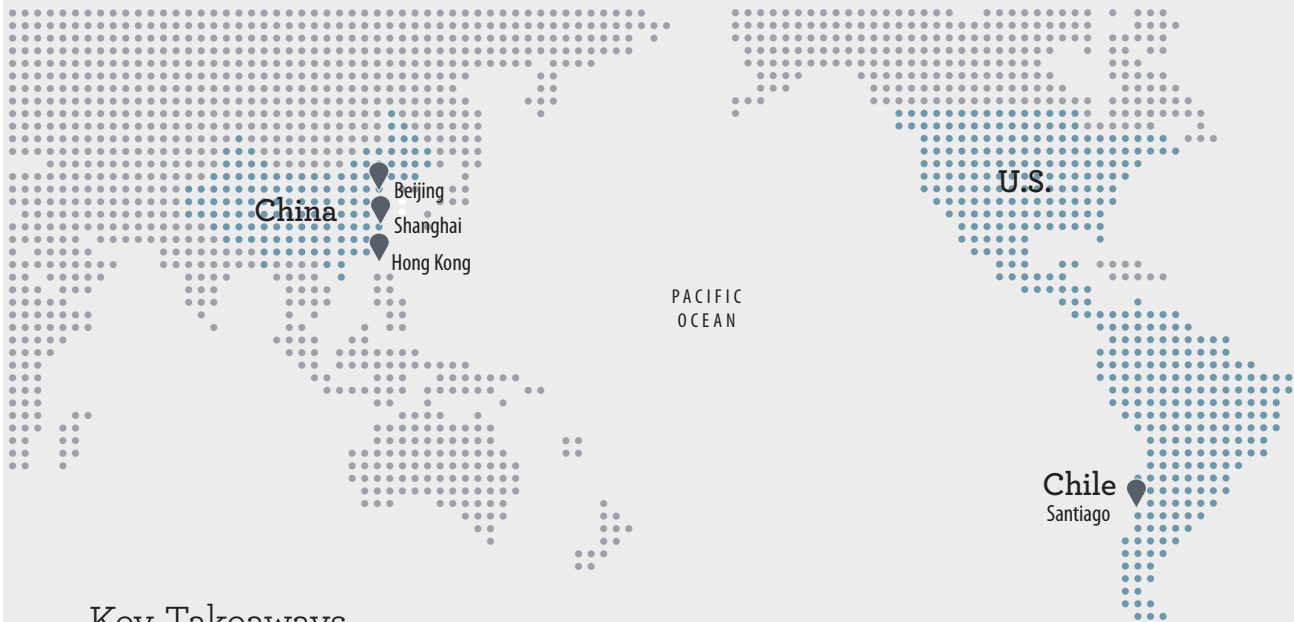 U.S.
Beijing
China
Shanghai
Hong Kong
PACIFIC
OCEAN
Chile
Santiago
Key Takeaways